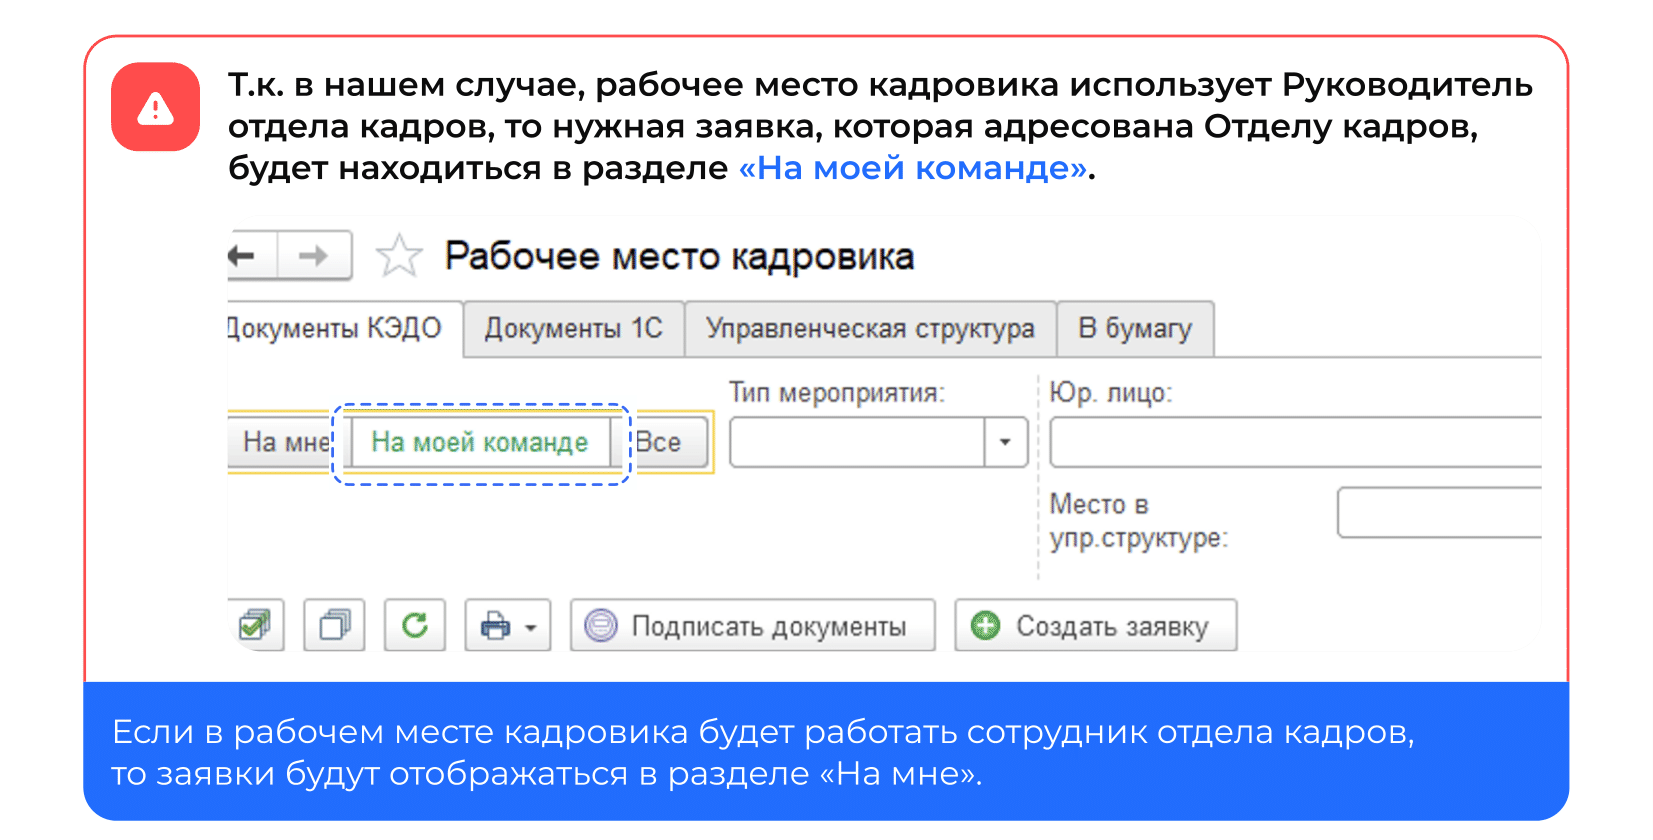 Т.к. в нашем случае, рабочее место кадровика использует Руководитель
отдела кадров, то нужная заявка, которая адресована Отделу кадров,
будет находиться в разделе «На моей команде».
Рабочее место кадровика
Документы КЭДО Документы 1С Управленческая структура В бумагу
Тип мероприятия: Юр. лицо:
На мне На моей команде Все
Место в
упр.структуре:
Подписать документы Создать заявку
Если в рабочем месте кадровика будет работать сотрудник отдела кадров,
то заявки будут отображаться в разделе «На мне».